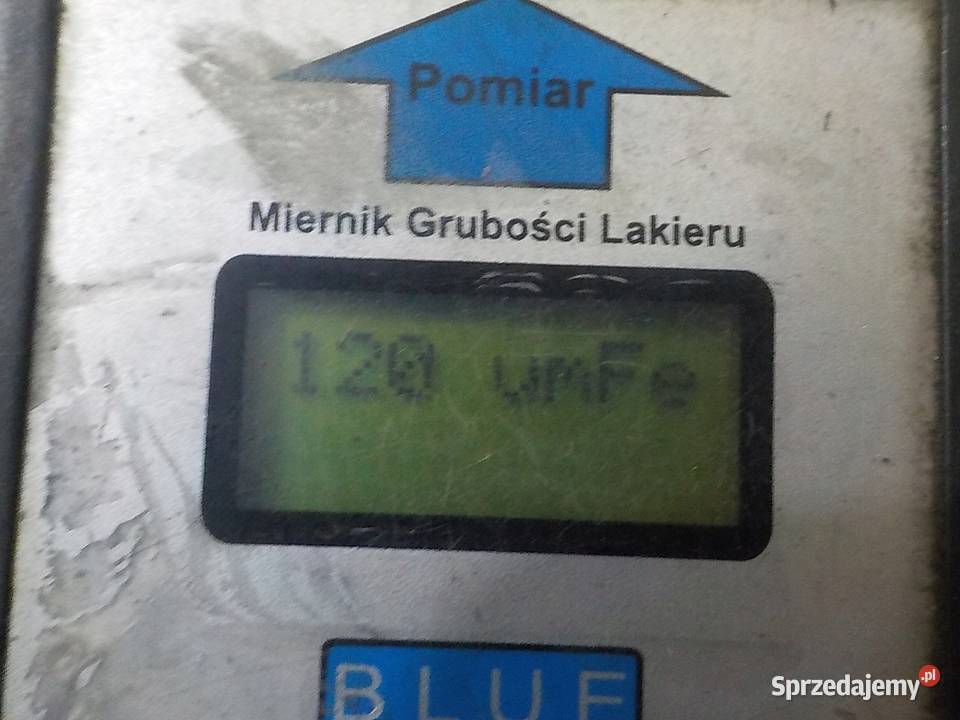 Pomiar
Miernik Grubości Lakieru
120 umFe
BLUE
Sprzedajemy.pl